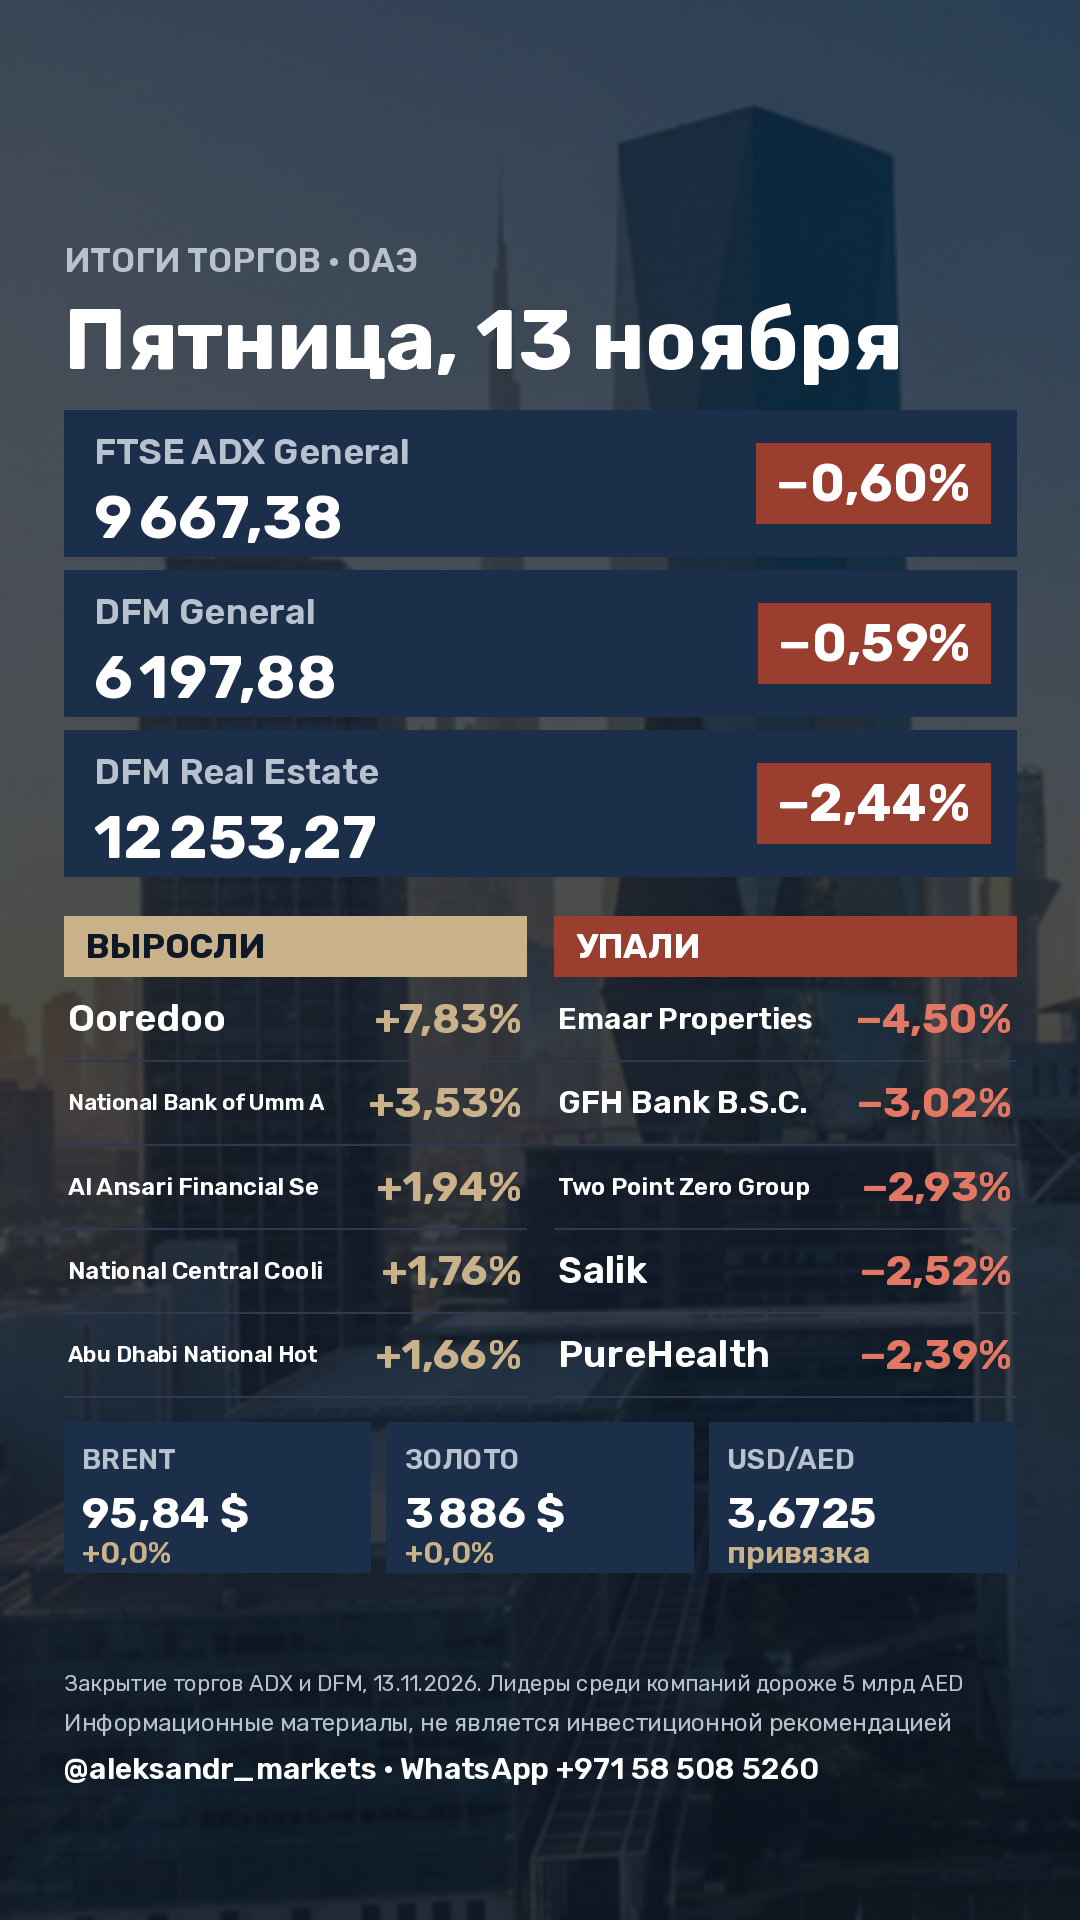 ИТОГИ ТОРГОВ • ОАЭ
Пятница, 13 ноября
FTSE ADX General
9 667,38
−0,60%
DFM General
6 197,88
−0,59%
DFM Real Estate
12 253,27
−2,44%
ВЫРОСЛИ
Ooredoo +7,83%
National Bank of Umm A +3,53%
Al Ansari Financial Se +1,94%
National Central Cooli +1,76%
Abu Dhabi National Hot +1,66%
УПАЛИ
Emaar Properties −4,50%
GFH Bank B.S.C. −3,02%
Two Point Zero Group −2,93%
Salik −2,52%
PureHealth −2,39%
BRENT
95,84 $
+0,0%
ЗОЛОТО
3 886 $
+0,0%
USD/AED
3,6725
привязка
Закрытие торгов ADX и DFM, 13.11.2026. Лидеры среди компаний дороже 5 млрд AED
Информационные материалы, не является инвестиционной рекомендацией
@aleksandr_markets • WhatsApp +971 58 508 5260